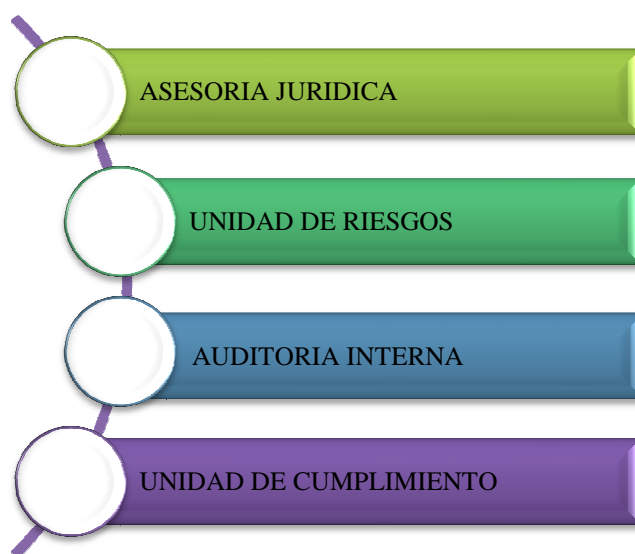 ASESORIA JURIDICA
UNIDAD DE RIESGOS
AUDITORIA INTERNA
UNIDAD DE CUMPLIMIENTO